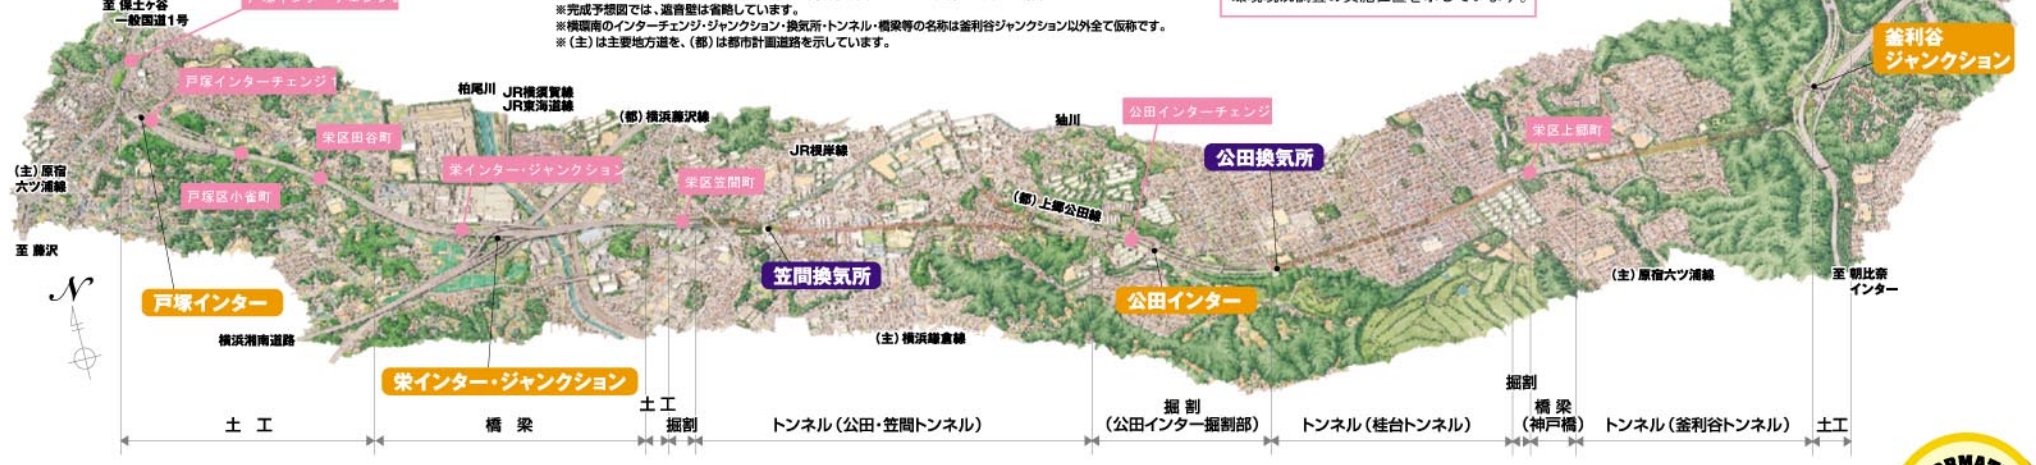 至 保土ヶ谷
一般国道1号
※完成予想図では、遮音壁は省略しています。
※横環南のインターチェンジ・ジャンクション・換気所・トンネル・橋梁等の名称は釜利谷ジャンクション以外全て仮称です。
※（主）は主要地方道を、（都）は都市計画道路を示しています。
釜利谷
ジャンクション
戸塚インターチェンジ1
柏尾川
JR横須賀線
JR東海道線
（都）横浜藤沢線
栄区田谷町
栄インター・ジャンクション
戸塚区小雀町
（主）原宿
六ツ浦線
至 藤沢
N
栄区笠間町
JR根岸線
㹨川
公田インターチェンジ
公田換気所
栄区上郷町
（都）上郷公田線
戸塚インター
笠間換気所
公田インター
（主）原宿六ツ浦線
至 朝比奈
インター
横浜湘南道路
（主）横浜鎌倉線
栄インター・ジャンクション
土工
橋梁
土工
掘割
トンネル（公田・笠間トンネル）
掘割
（公田インター掘割部）
トンネル（桂台トンネル）
掘割
橋梁
（神戸橋）
トンネル（釜利谷トンネル）
土工